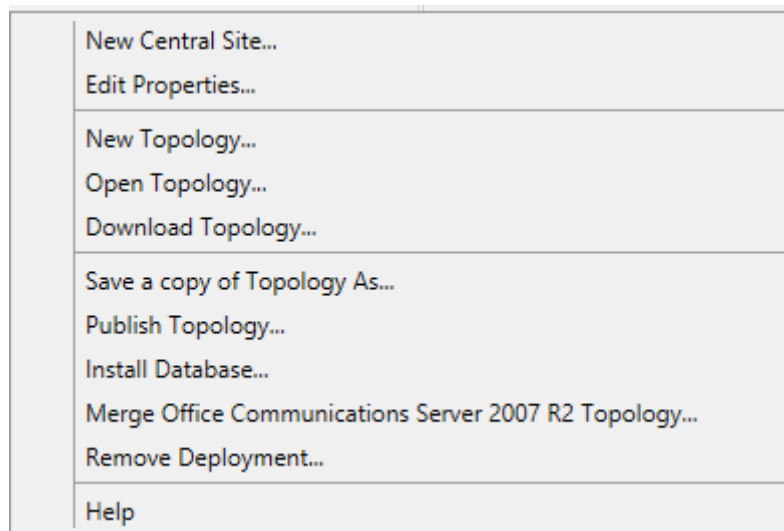 New Central Site...
Edit Properties...
New Topology...
Open Topology...
Download Topology...
Save a copy of Topology As...
Publish Topology...
Install Database...
Merge Office Communications Server 2007 R2 Topology...
Remove Deployment...
Help